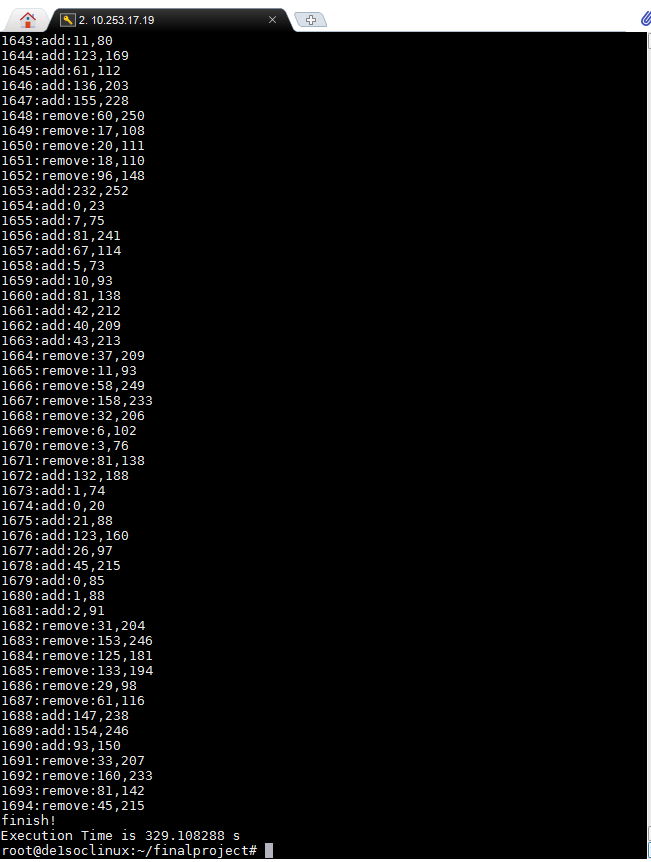 2. 10.253.17.19
1643:add:11,80
1644:add:123,169
1645:add:61,112
1646:add:136,203
1647:add:155,228
1648:remove:60,250
1649:remove:17,108
1650:remove:20,111
1651:remove:18,110
1652:remove:96,148
1653:add:232,252
1654:add:0,23
1655:add:7,75
1656:add:81,241
1657:add:67,114
1658:add:5,73
1659:add:10,93
1660:add:81,138
1661:add:42,212
1662:add:40,209
1663:add:43,213
1664:remove:37,209
1665:remove:11,93
1666:remove:58,249
1667:remove:158,233
1668:remove:32,206
1669:remove:6,102
1670:remove:3,76
1671:remove:81,138
1672:add:132,188
1673:add:1,74
1674:add:0,20
1675:add:21,88
1676:add:123,160
1677:add:26,97
1678:add:45,215
1679:add:0,85
1680:add:1,88
1681:add:2,91
1682:remove:31,204
1683:remove:153,246
1684:remove:125,181
1685:remove:133,194
1686:remove:29,98
1687:remove:61,116
1688:add:147,238
1689:add:154,246
1690:add:93,150
1691:remove:33,207
1692:remove:160,233
1693:remove:81,142
1694:remove:45,215
finish!
Execution Time is 329.108288 s
root@de1soclinux:~/finalproject#